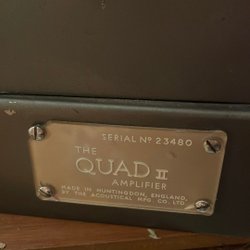 SERIAL Nº 23480
THE
QUAD II
AMPLIFIER
MADE IN HUNTINGDON, ENGLAND,
BY THE ACOUSTICAL MFG. CO. LTD.